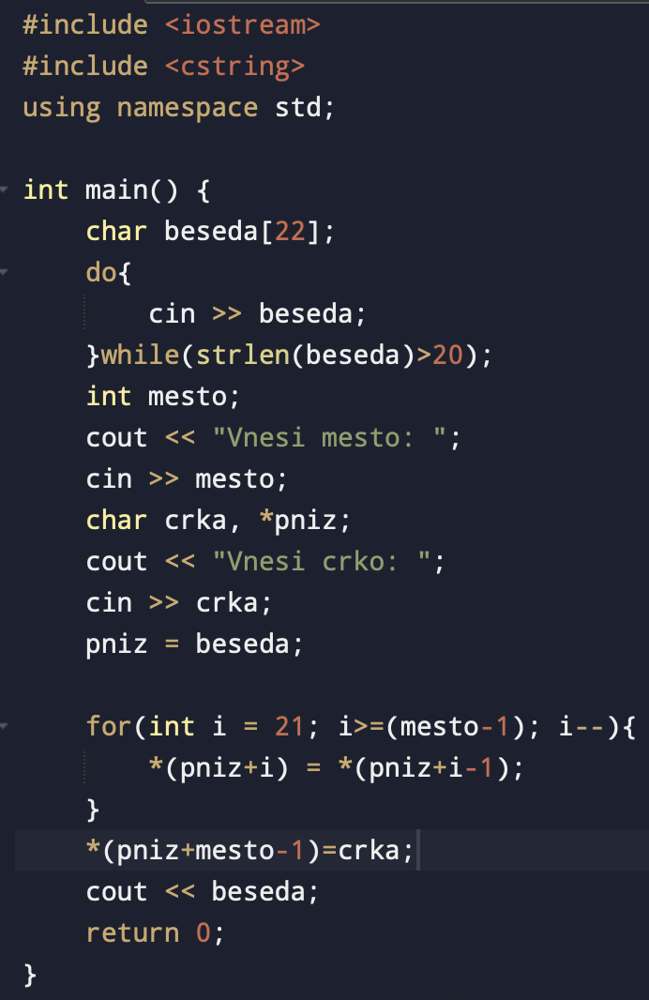 #include <iostream>
#include <cstring>
using namespace std;
int main() {
    char beseda[22];
    do{
        cin >> beseda;
    }while(strlen(beseda)>20);
    int mesto;
    cout << "Vnesi mesto: ";
    cin >> mesto;
    char crka, *pniz;
    cout << "Vnesi crko: ";
    cin >> crka;
    pniz = beseda;
    for(int i = 21; i>=(mesto-1); i--){
        *(pniz+i) = *(pniz+i-1);
    }
    *(pniz+mesto-1)=crka;
    cout << beseda;
    return 0;
}